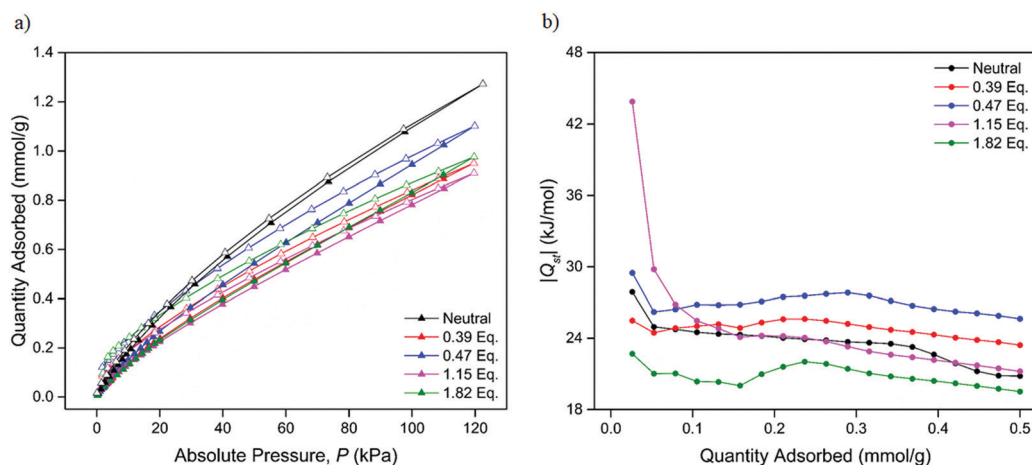 a)
Quantity Adsorbed (mmol/g)
1.4
1.2
1.0
0.8
0.6
0.4
0.2
0.0
Neutral
0.39 Eq.
0.47 Eq.
1.15 Eq.
1.82 Eq.
0 20 40 60 80 100 120
Absolute Pressure, P (kPa)
b)
|Qst| (kJ/mol)
48
42
36
30
24
18
Neutral
0.39 Eq.
0.47 Eq.
1.15 Eq.
1.82 Eq.
0.0 0.1 0.2 0.3 0.4 0.5
Quantity Adsorbed (mmol/g)